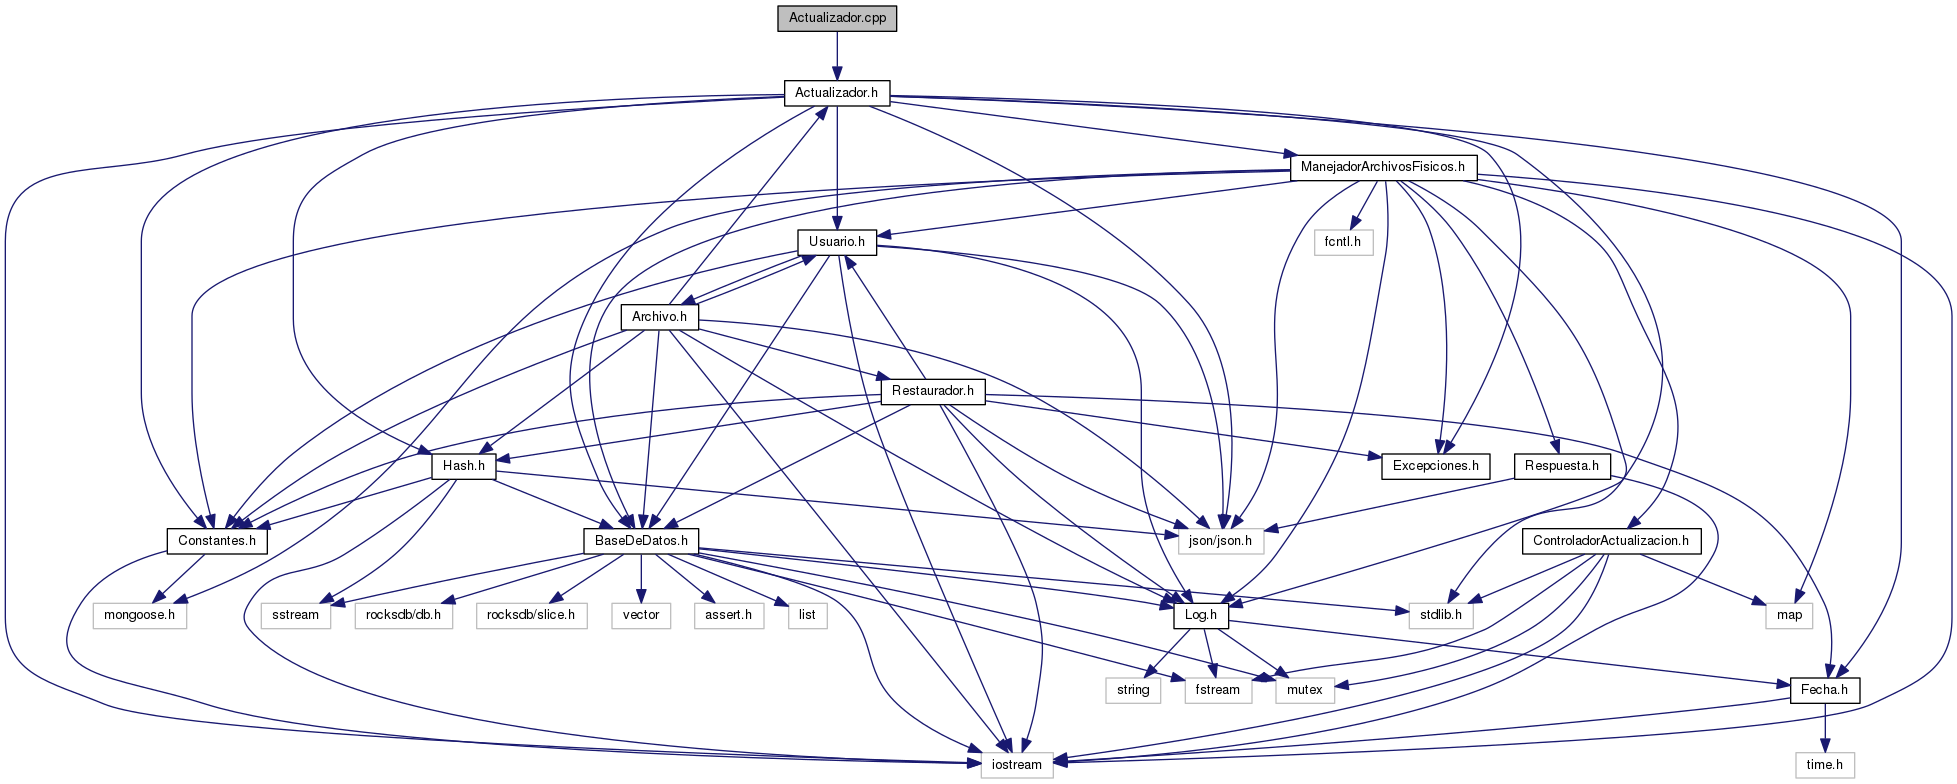 Actualizador.cpp
Actualizador.h
ManejadorArchivosFisicos.h
Usuario.h
fcntl.h
Archivo.h
Restaurador.h
Hash.h
Excepciones.h
Respuesta.h
Constantes.h
BaseDeDatos.h
json/json.h
ControladorActualizacion.h
mongoose.h
sstream
rocksdb/db.h
rocksdb/slice.h
vector
assert.h
list
Log.h
stdlib.h
map
string
fstream
mutex
Fecha.h
iostream
time.h